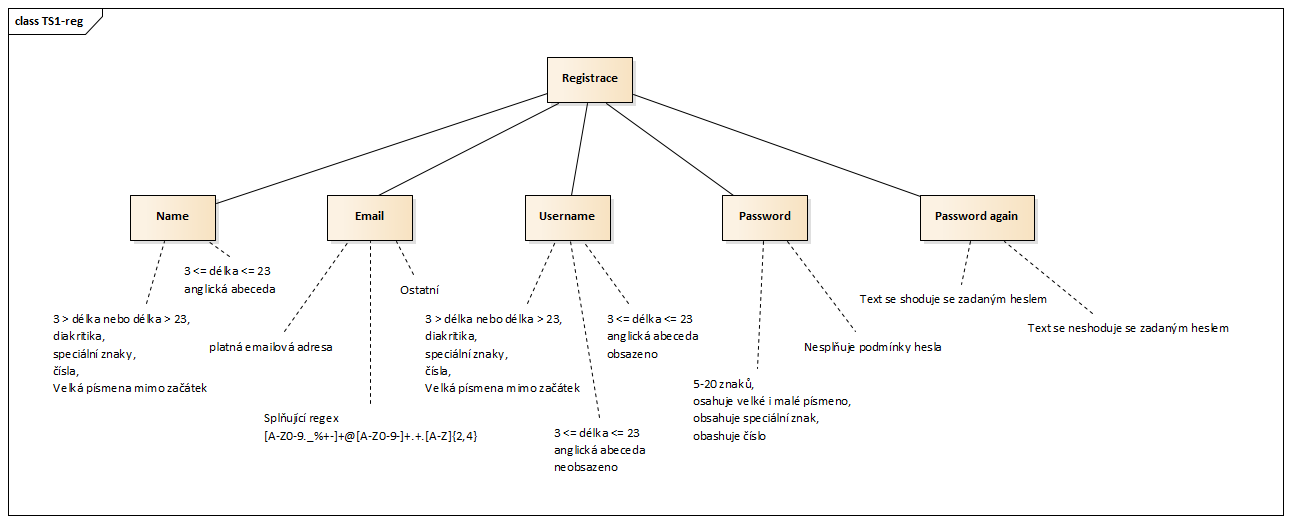 class TS1-reg
Registrace
Name
Email
Username
Password
Password again
3 > délka nebo délka > 23,
diakritika,
speciální znaky,
čísla,
Velká písmena mimo začátek
3 <= délka <= 23
anglická abeceda
platná emailová adresa
Splňující regex
[A-Z0-9._%+-]+@[A-Z0-9-]+.+.[A-Z]{2,4}
Ostatní
3 > délka nebo délka > 23,
diakritika,
speciální znaky,
čísla,
Velká písmena mimo začátek
3 <= délka <= 23
anglická abeceda
neobsazeno
3 <= délka <= 23
anglická abeceda
obsazeno
5-20 znaků,
osahuje velké i malé písmeno,
obsahuje speciální znak,
obashuje číslo
Nesplňuje podmínky hesla
Text se shoduje se zadaným heslem
Text se neshoduje se zadaným heslem